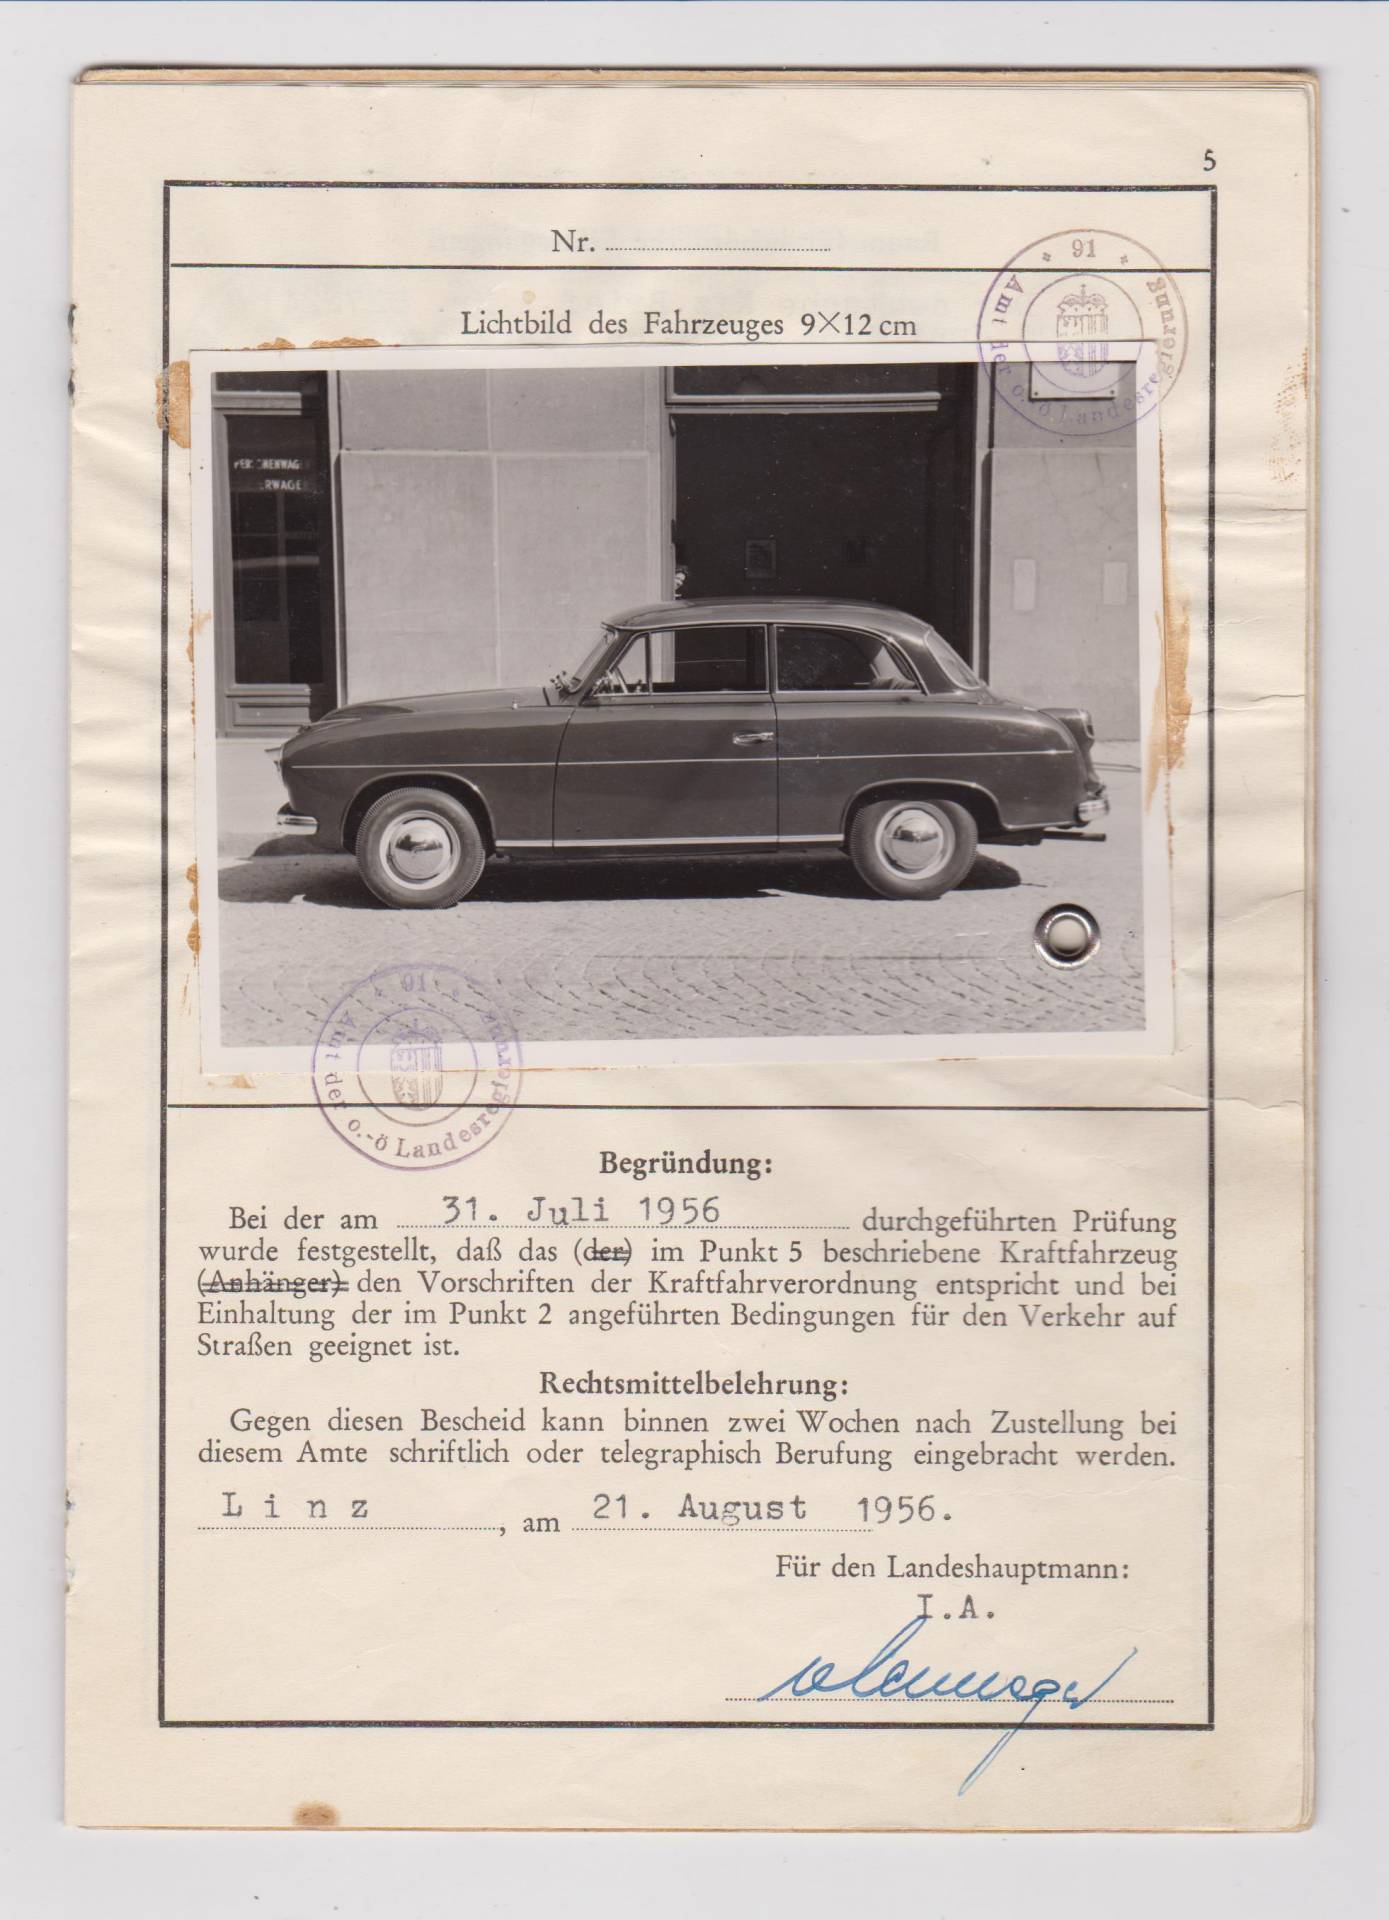 5
Nr.
* 91 *
Amt der o.-ö. Landesregierung
Lichtbild des Fahrzeuges 9×12 cm
* 91 *
Amt der o.-ö Landesregierung
Begründung:
Bei der am 31. Juli 1956 durchgeführten Prüfung
wurde festgestellt, daß das (der) im Punkt 5 beschriebene Kraftfahrzeug
(Anhänger) den Vorschriften der Kraftfahrverordnung entspricht und bei
Einhaltung der im Punkt 2 angeführten Bedingungen für den Verkehr auf
Straßen geeignet ist.
Rechtsmittelbelehrung:
Gegen diesen Bescheid kann binnen zwei Wochen nach Zustellung bei
diesem Amte schriftlich oder telegraphisch Berufung eingebracht werden.
Linz, am 21. August 1956.
Für den Landeshauptmann:
I.A.